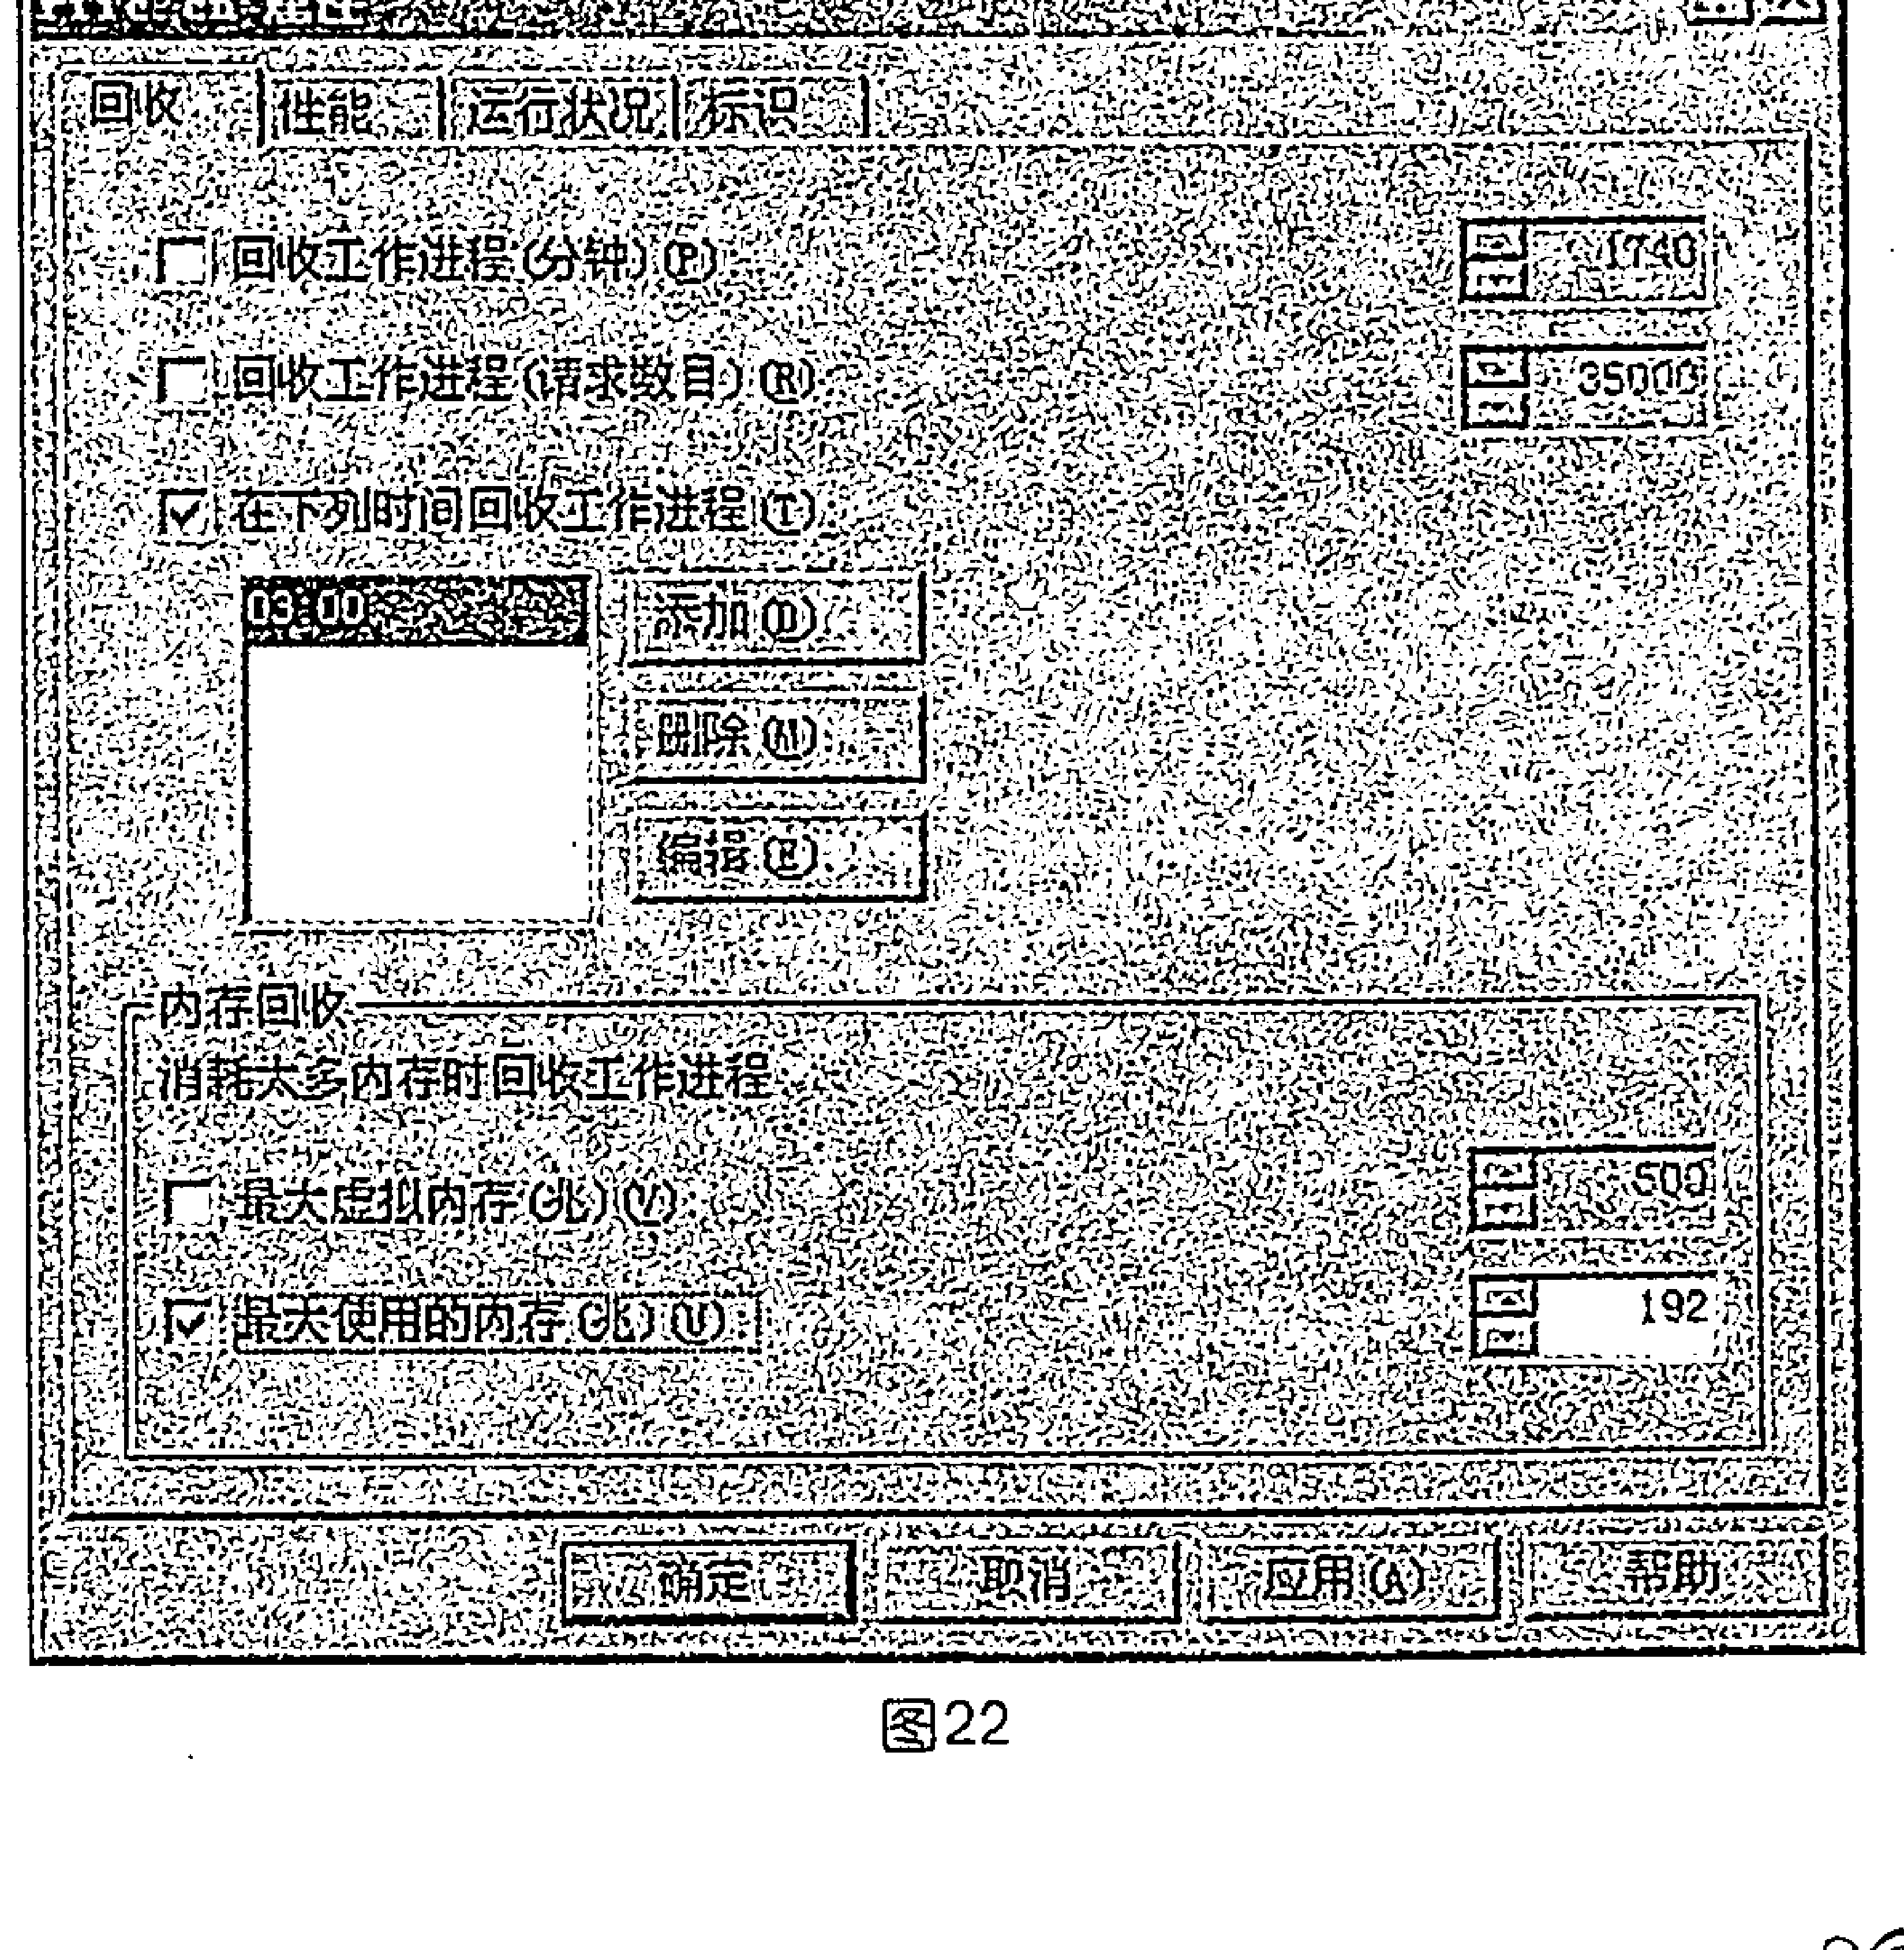 回收 性能 运行状况 标识
回收工作进程(分钟)(P) 1740
回收工作进程(请求数目)(R) 35000
在下列时间回收工作进程(T)
03:00 添加(D)
删除(M)
编辑(E)
内存回收
消耗太多内存时回收工作进程
最大虚拟内存(兆)(V) 500
最大使用的内存(兆)(U) 192
确定 取消 应用(A) 帮助
图22